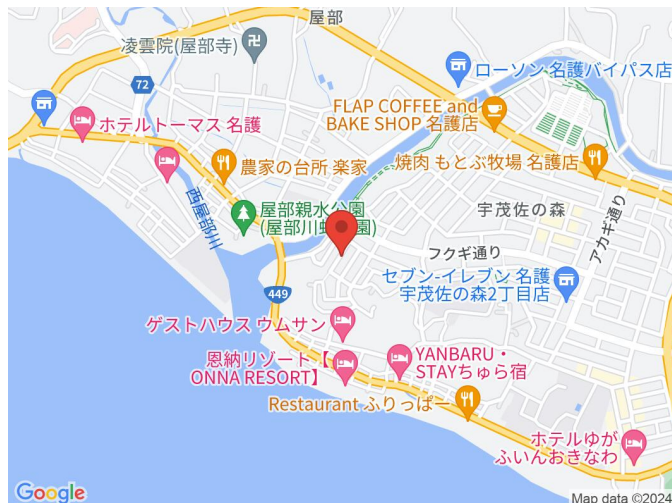 屋部
凌雲院(屋部寺)
72
ローソン 名護バイパス店
FLAP COFFEE and
BAKE SHOP 名護店
ホテルトーマス 名護
農家の台所 楽家
焼肉 もとぶ牧場 名護店
西屋部川
屋部親水公園
(屋部川
園)
宇茂佐の森
アカギ通り
フクギ通り
449
セブン-イレブン 名護
宇茂佐の森2丁目店
ゲストハウス ウムサン
恩納リゾート【
ONNA RESORT】
YANBARU・
STAYちゅら宿
Restaurant ふりっぱー
ホテルゆが
ふいんおきなわ
Google
Map data ©2024